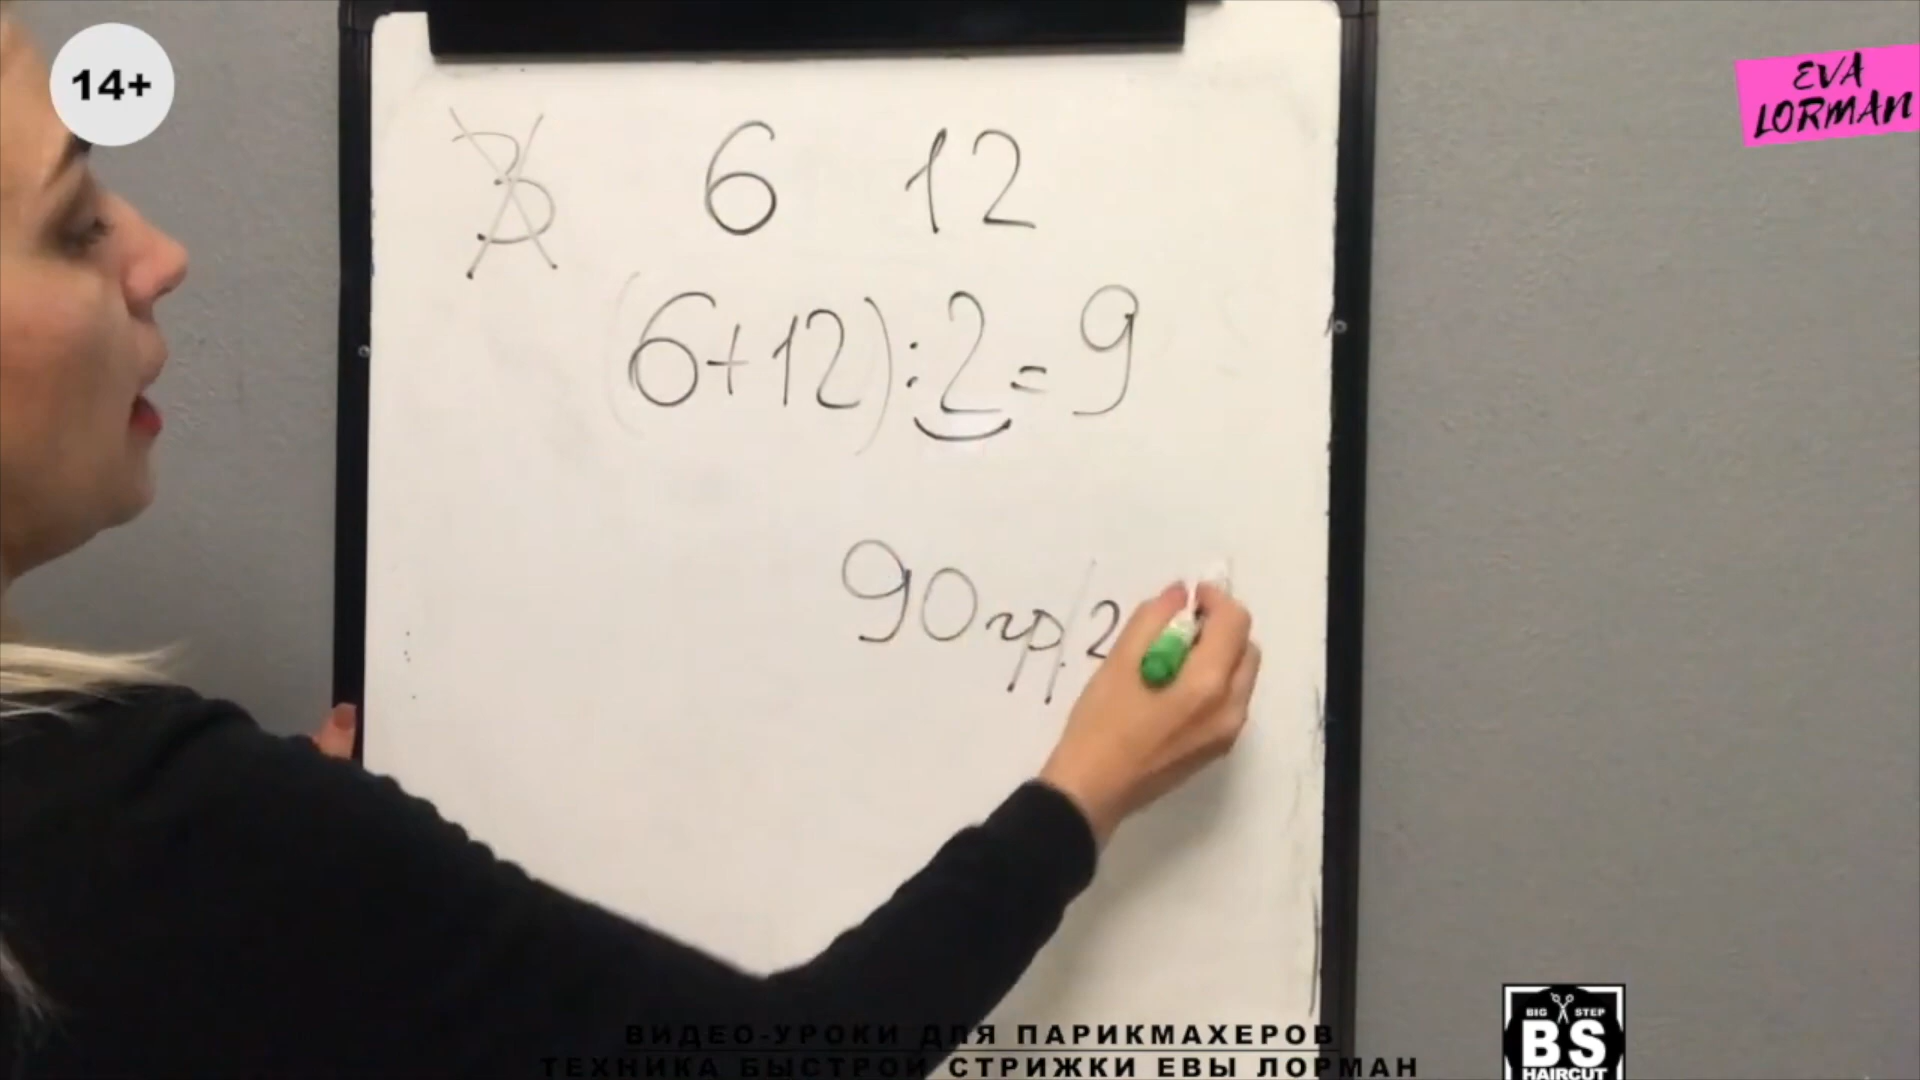 14+
EVA
LORMAN
3 6 12
(6+12):2=9
90гр/2
ВИДЕО-УРОКИ ДЛЯ ПАРИКМАХЕРОВ
ТЕХНИКА БЫСТРОЙ СТРИЖКИ ЕВЫ ЛОРМАН
BIG STEP
BS
HAIRCUT